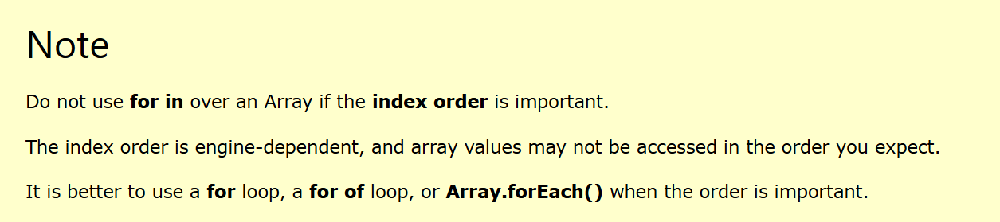 Note
Do not use for in over an Array if the index order is important.
The index order is engine-dependent, and array values may not be accessed in the order you expect.
It is better to use a for loop, a for of loop, or Array.forEach() when the order is important.